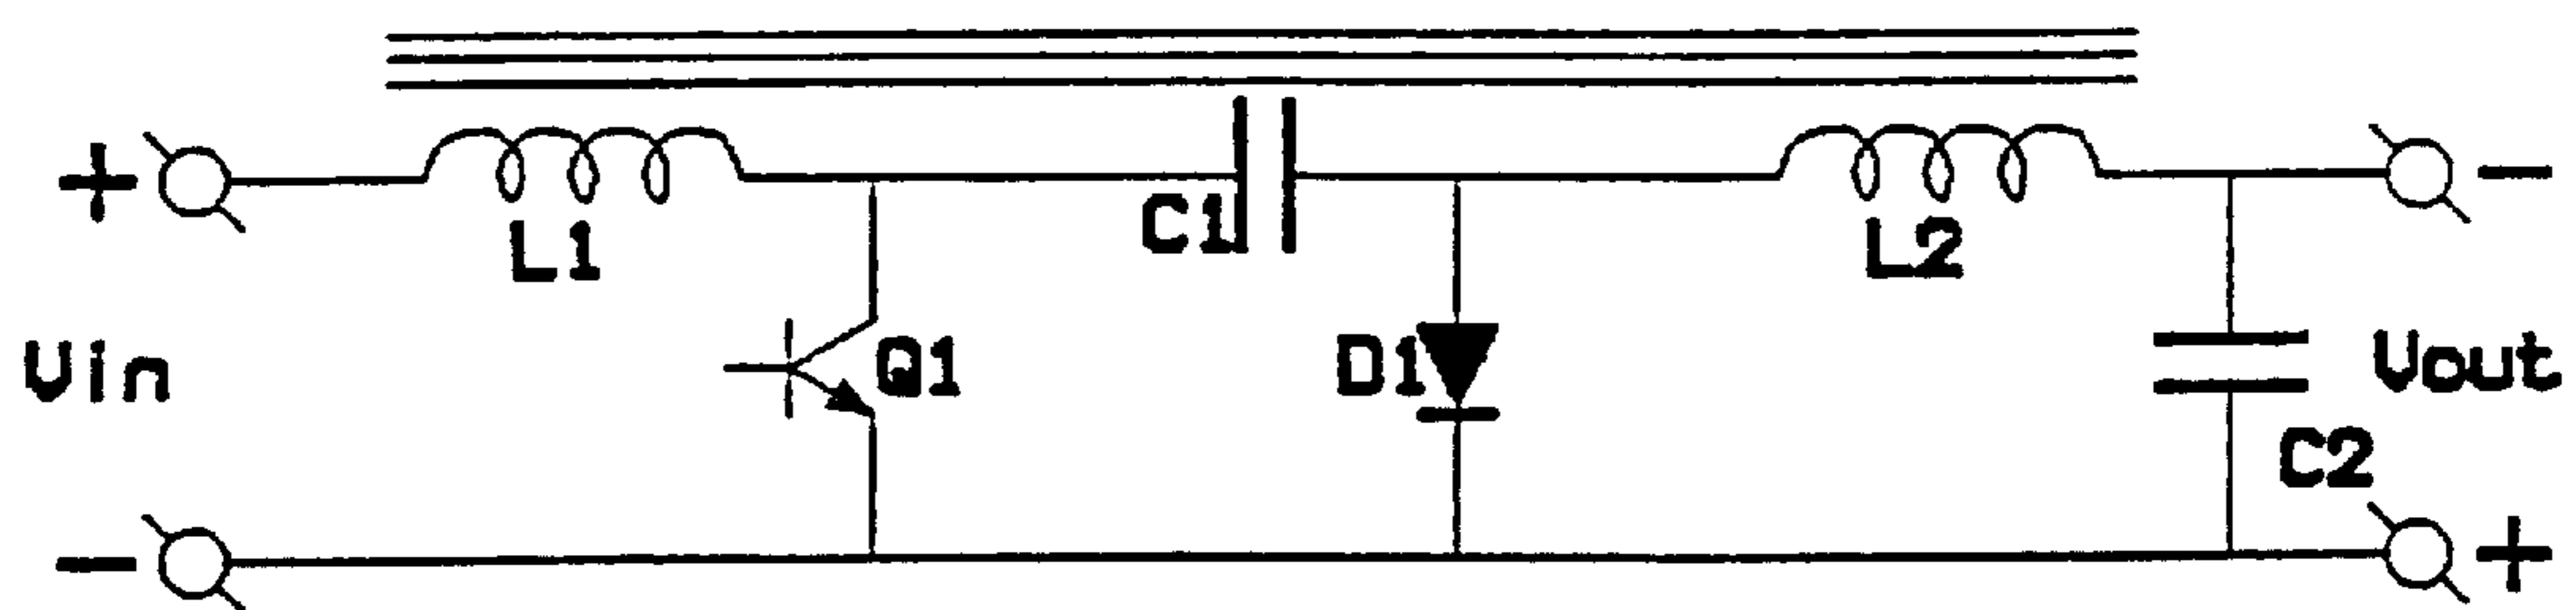 + -
L1 C1 L2
Vin Q1 D1 Vout
C2
- +